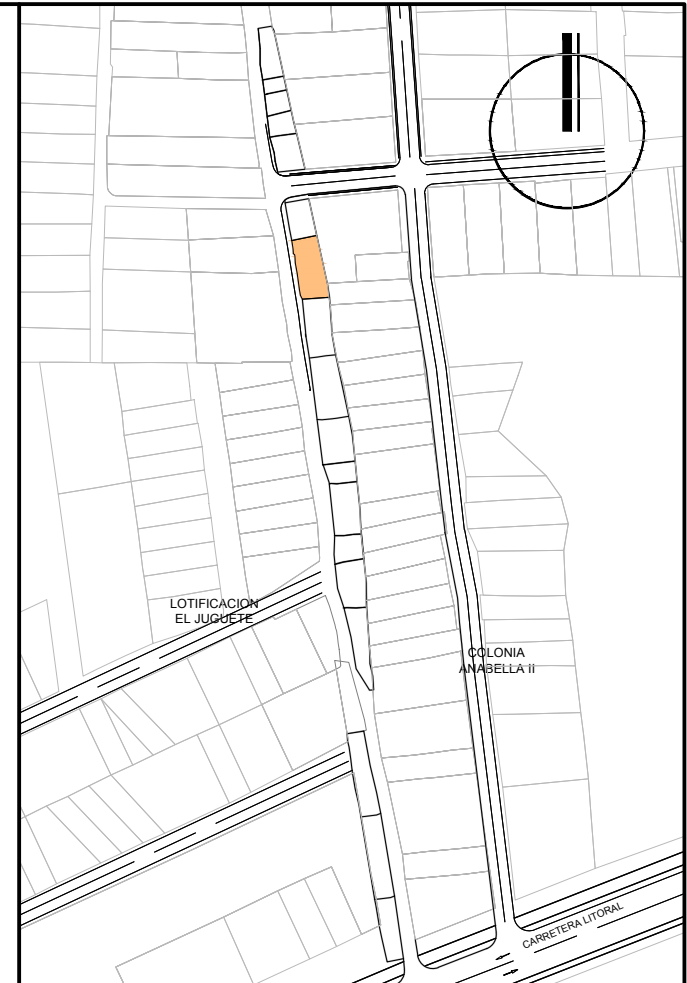 LOTIFICACION
EL JUGUETE
COLONIA
ANABELLA II
CARRETERA LITORAL